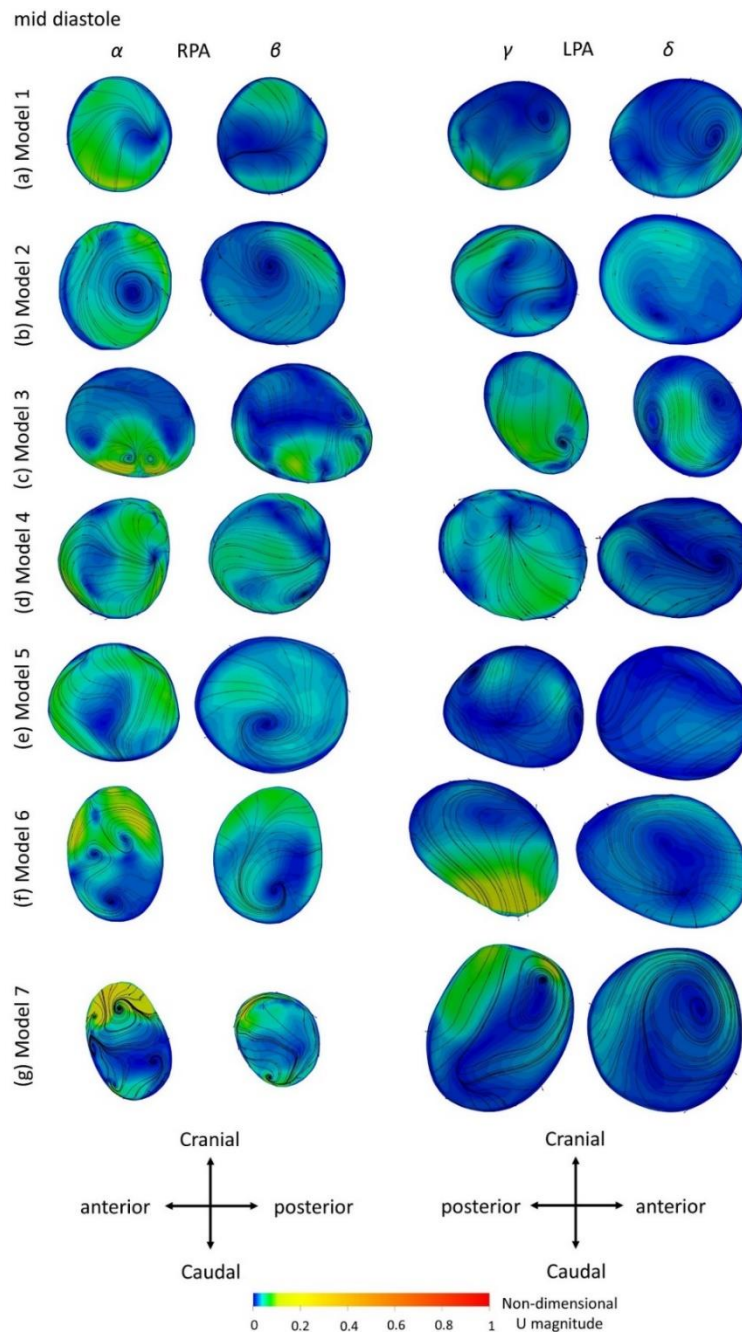 mid diastole
α RPA β γ LPA δ
(a) Model 1
(b) Model 2
(c) Model 3
(d) Model 4
(e) Model 5
(f) Model 6
(g) Model 7
Cranial Cranial
anterior posterior posterior anterior
Caudal Caudal
Non-dimensional
0 0.2 0.4 0.6 0.8 1 U magnitude